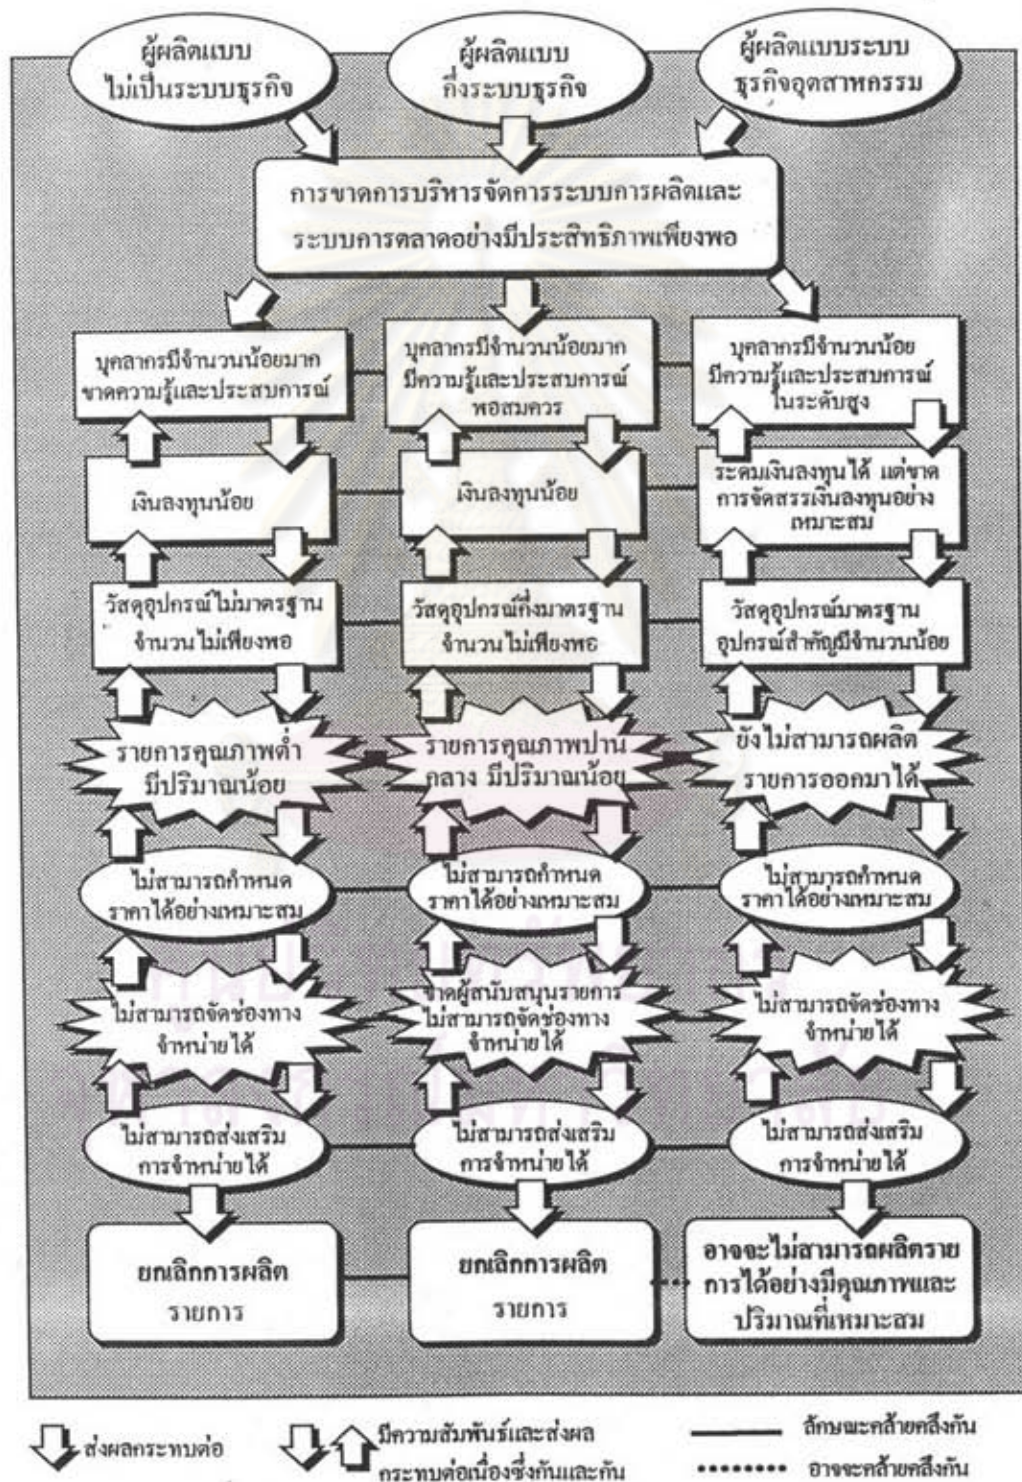 ผู้ผลิตแบบ
ไม่เป็นระบบธุรกิจ
ผู้ผลิตแบบ
กึ่งระบบธุรกิจ
ผู้ผลิตแบบระบบ
ธุรกิจอุตสาหกรรม
การขาดการบริหารจัดการระบบการผลิตและ
ระบบการตลาดอย่างมีประสิทธิภาพเพียงพอ
บุคลากรมีจำนวนน้อยมาก
ขาดความรู้และประสบการณ์
บุคลากรมีจำนวนน้อยมาก
มีความรู้และประสบการณ์
พอสมควร
บุคลากรมีจำนวนน้อย
มีความรู้และประสบการณ์
ในระดับสูง
เงินลงทุนน้อย
เงินลงทุนน้อย
ระดมเงินลงทุนได้ แต่ขาด
การจัดสรรเงินลงทุนอย่าง
เหมาะสม
วัสดุอุปกรณ์ไม่มาตรฐาน
จำนวนไม่เพียงพอ
วัสดุอุปกรณ์กึ่งมาตรฐาน
จำนวนไม่เพียงพอ
วัสดุอุปกรณ์มาตรฐาน
อุปกรณ์สำคัญมีจำนวนน้อย
รายการคุณภาพต่ำ
มีปริมาณน้อย
รายการคุณภาพปาน
กลาง มีปริมาณน้อย
ยังไม่สามารถผลิต
รายการออกมาได้
ไม่สามารถกำหนด
ราคาได้อย่างเหมาะสม
ไม่สามารถกำหนด
ราคาได้อย่างเหมาะสม
ไม่สามารถกำหนด
ราคาได้อย่างเหมาะสม
ไม่สามารถจัดช่องทาง
จำหน่ายได้
ขาดผู้สนับสนุนรายการ
ไม่สามารถจัดช่องทาง
จำหน่ายได้
ไม่สามารถจัดช่องทาง
จำหน่ายได้
ไม่สามารถส่งเสริม
การจำหน่ายได้
ไม่สามารถส่งเสริม
การจำหน่ายได้
ไม่สามารถส่งเสริม
การจำหน่ายได้
ยกเลิกการผลิต
รายการ
ยกเลิกการผลิต
รายการ
อาจจะไม่สามารถผลิตราย
การได้อย่างมีคุณภาพและ
ปริมาณที่เหมาะสม
ส่งผลกระทบต่อ
มีความสัมพันธ์และส่งผล
กระทบต่อเนื่องซึ่งกันและกัน
ลักษณะคล้ายคลึงกัน
อาจจะคล้ายคลึงกัน